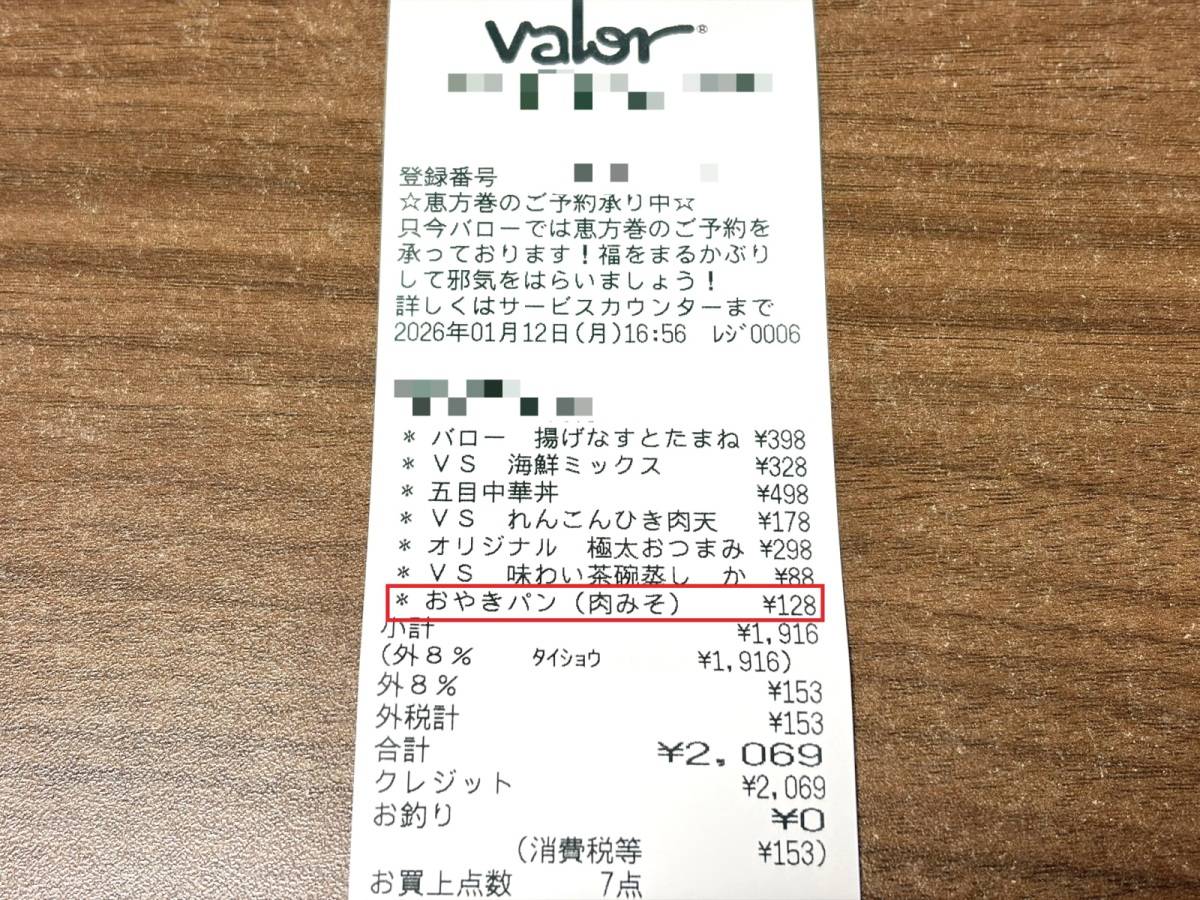 valor®
登録番号
☆恵方巻のご予約承り中☆
只今バローでは恵方巻のご予約を
承っております！福をまるかぶり
して邪気をはらいましょう！
詳しくはサービスカウンターまで
2026年01月12日(月)16:56 ﾚｼﾞ0006
* バロー 揚げなすとたまね ¥398
* ＶＳ 海鮮ミックス ¥328
* 五目中華丼 ¥498
* ＶＳ れんこんひき肉天 ¥178
* オリジナル 極太おつまみ ¥298
* ＶＳ 味わい茶碗蒸し か ¥88
* おやきパン（肉みそ） ¥128
小計 ¥1,916
(外８％ ﾀｲｼｮｳ ¥1,916)
外８％ ¥153
外税計 ¥153
合計 ¥2,069
クレジット ¥2,069
お釣り ¥0
(消費税等 ¥153)
お買上点数 7点